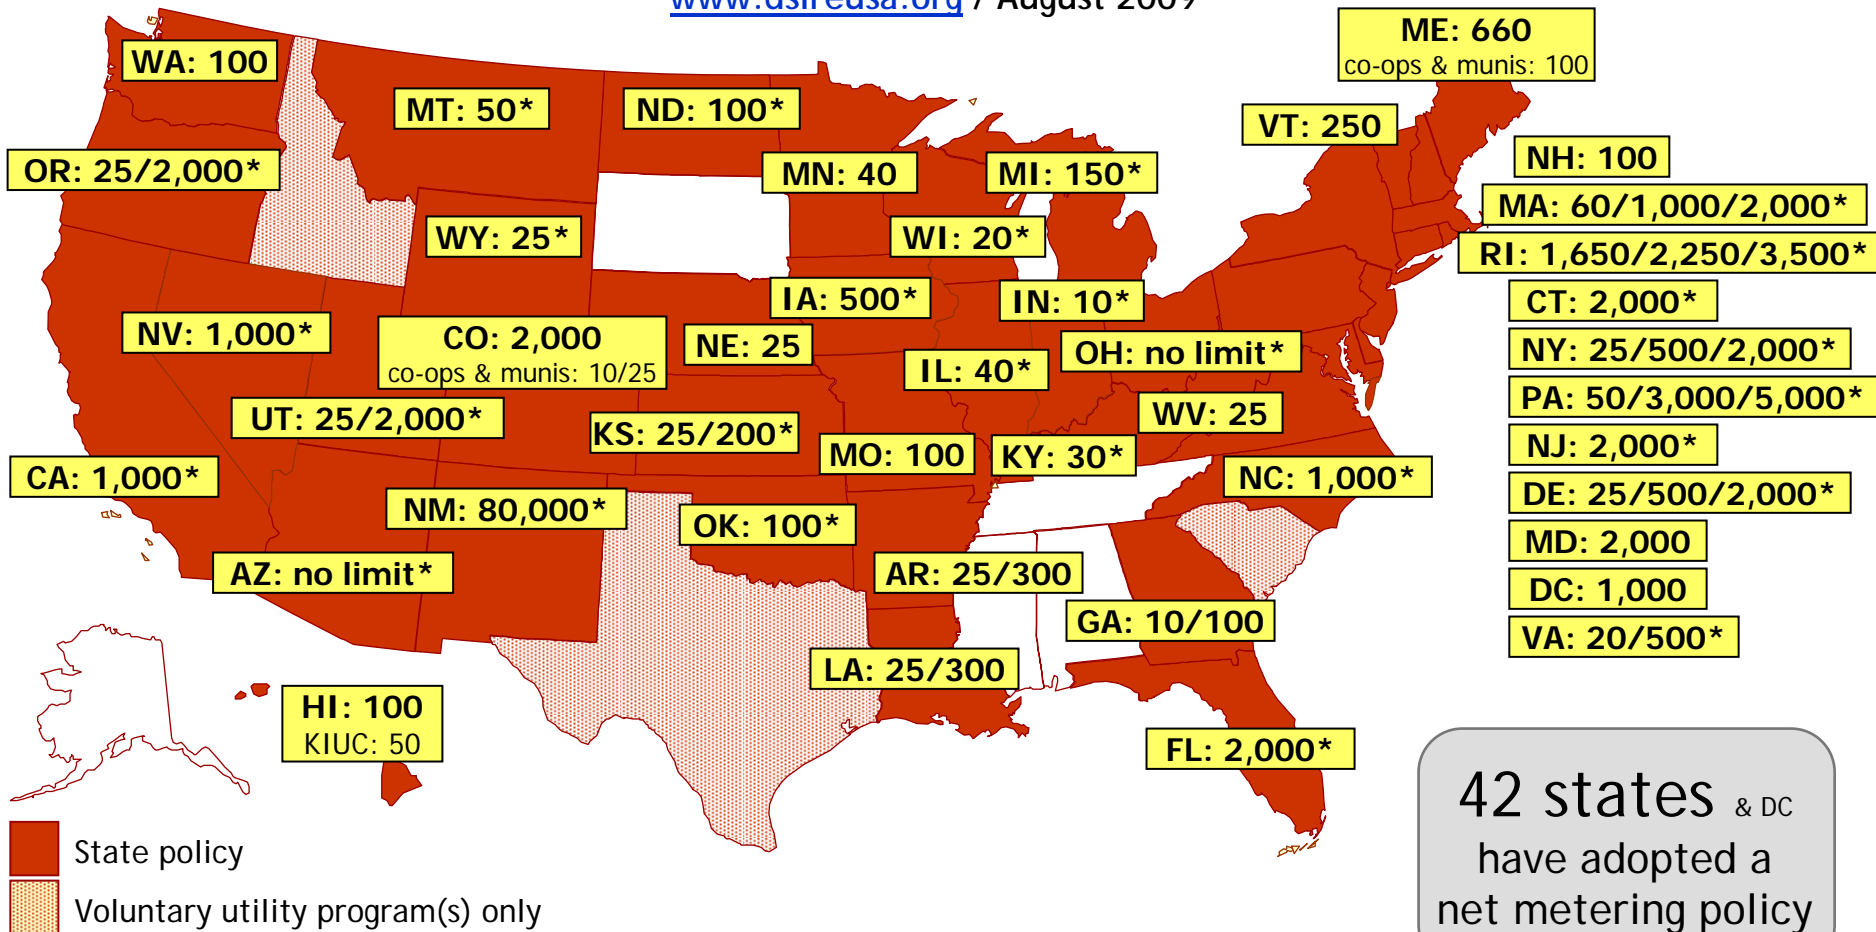 www.dsireusa.org / August 2009
WA: 100
MT: 50*
ND: 100*
ME: 660
co-ops & munis: 100
VT: 250
OR: 25/2,000*
MN: 40
MI: 150*
NH: 100
MA: 60/1,000/2,000*
WY: 25*
WI: 20*
RI: 1,650/2,250/3,500*
IA: 500*
IN: 10*
CT: 2,000*
NV: 1,000*
CO: 2,000
co-ops & munis: 10/25
NE: 25
OH: no limit*
NY: 25/500/2,000*
IL: 40*
PA: 50/3,000/5,000*
UT: 25/2,000*
KS: 25/200*
WV: 25
MO: 100
KY: 30*
NJ: 2,000*
CA: 1,000*
NC: 1,000*
DE: 25/500/2,000*
NM: 80,000*
OK: 100*
MD: 2,000
AZ: no limit*
AR: 25/300
DC: 1,000
GA: 10/100
VA: 20/500*
LA: 25/300
HI: 100
KIUC: 50
FL: 2,000*
42 states & DC
have adopted a
net metering policy
State policy
Voluntary utility program(s) only